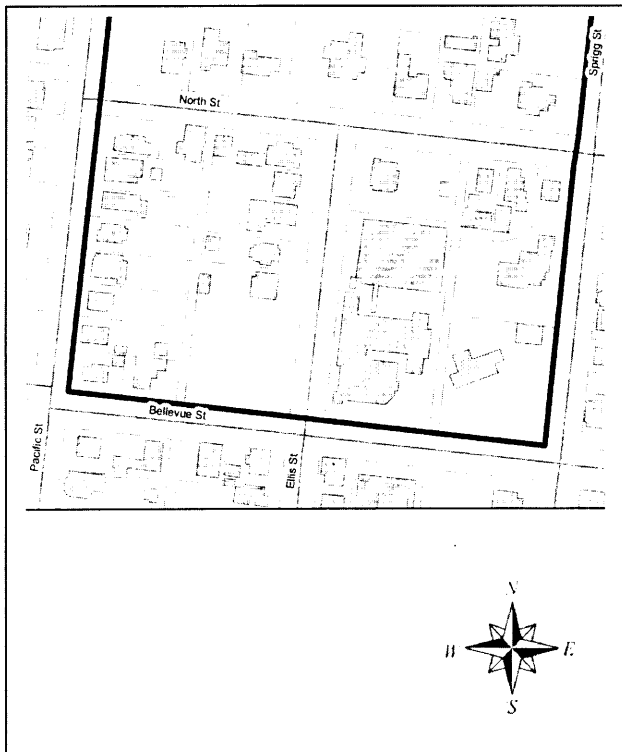 Sprigg St
North St
Bellevue St
Pacific St
Ellis St
N
W
E
S